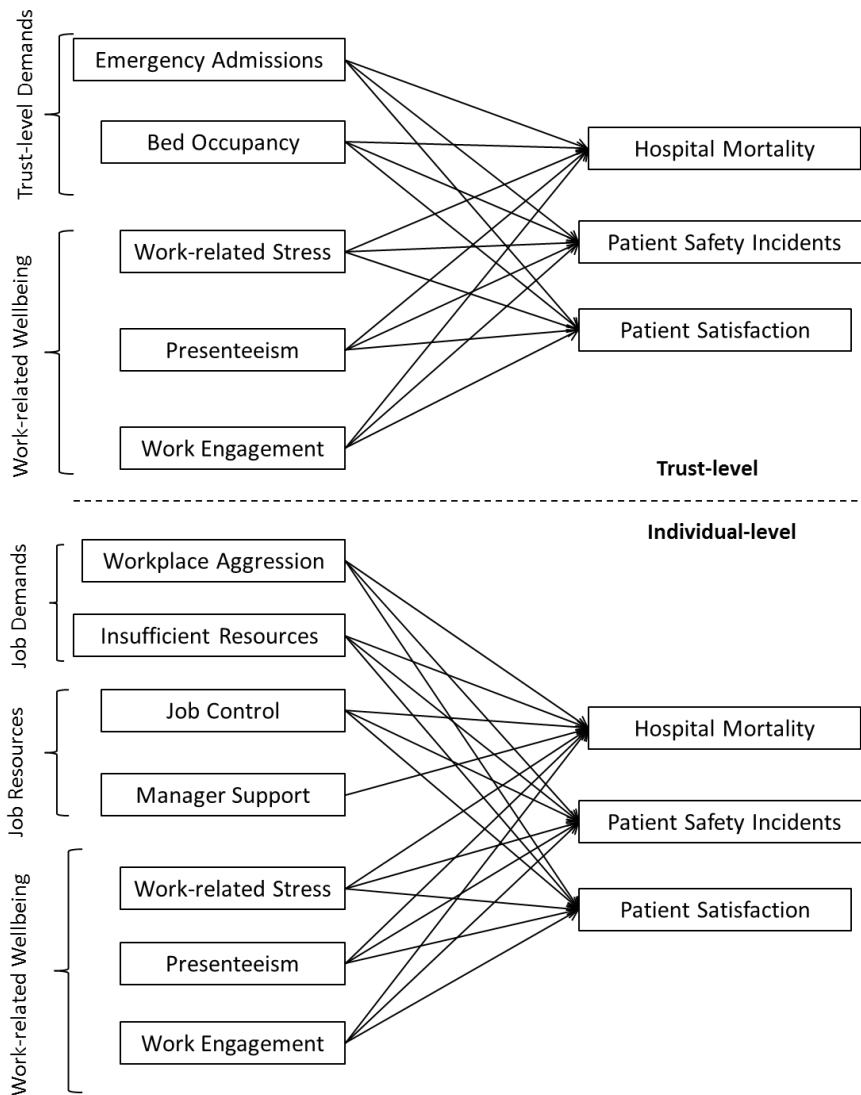 Trust-level Demands
Emergency Admissions
Bed Occupancy
Work-related Wellbeing
Work-related Stress
Presenteeism
Work Engagement
Hospital Mortality
Patient Safety Incidents
Patient Satisfaction
Trust-level
Individual-level
Job Demands
Workplace Aggression
Insufficient Resources
Job Resources
Job Control
Manager Support
Work-related Wellbeing
Work-related Stress
Presenteeism
Work Engagement
Hospital Mortality
Patient Safety Incidents
Patient Satisfaction